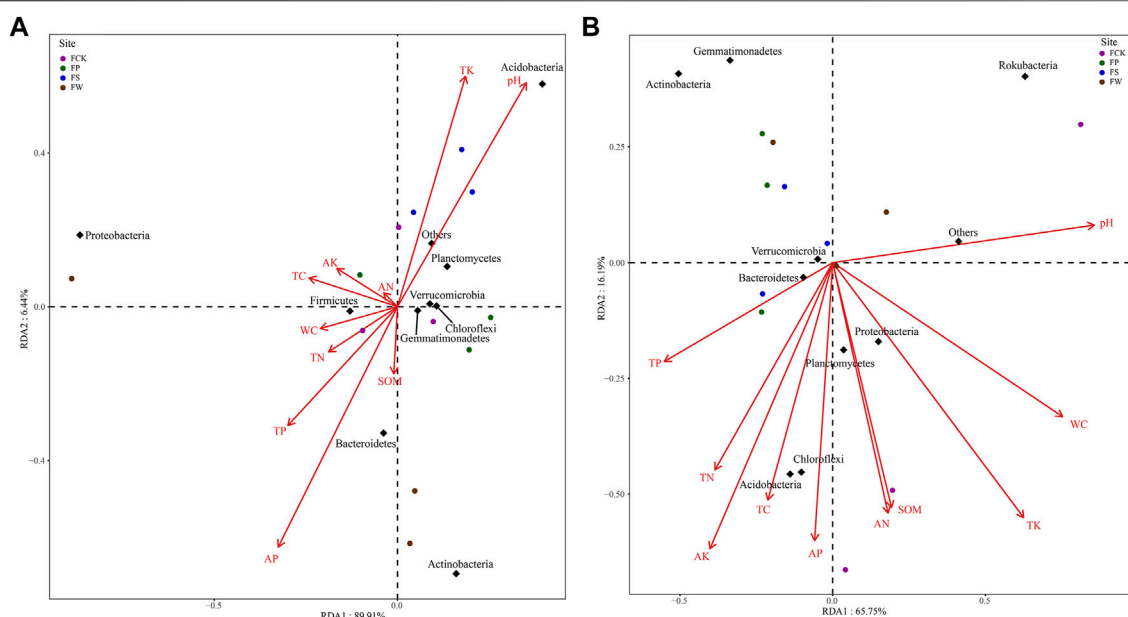 A
Site
FCK
FP
FS
FW
TK
Acidobacteria
pH
0.4
Proteobacteria
Others
Planctomycetes
AK
TC
AN
Firmicutes
Verrucomicrobia
0.0
WC
Chloroflexi
Gemmatimonadetes
TN
SOM
TP
Bacteroidetes
−0.4
AP
Actinobacteria
−0.5
0.0
RDA1 : 89.91%
RDA2 : 6.44%
B
Site
FCK
FP
FS
FW
Gemmatimonadetes
Rokubacteria
Actinobacteria
0.25
pH
Others
Verrucomicrobia
0.00
Bacteroidetes
Proteobacteria
Planctomycetes
TP
−0.25
WC
Chloroflexi
TN
Acidobacteria
−0.50
TC
SOM
AN
TK
AK
AP
−0.5
0.0
0.5
RDA1 : 65.75%
RDA2 : 16.19%